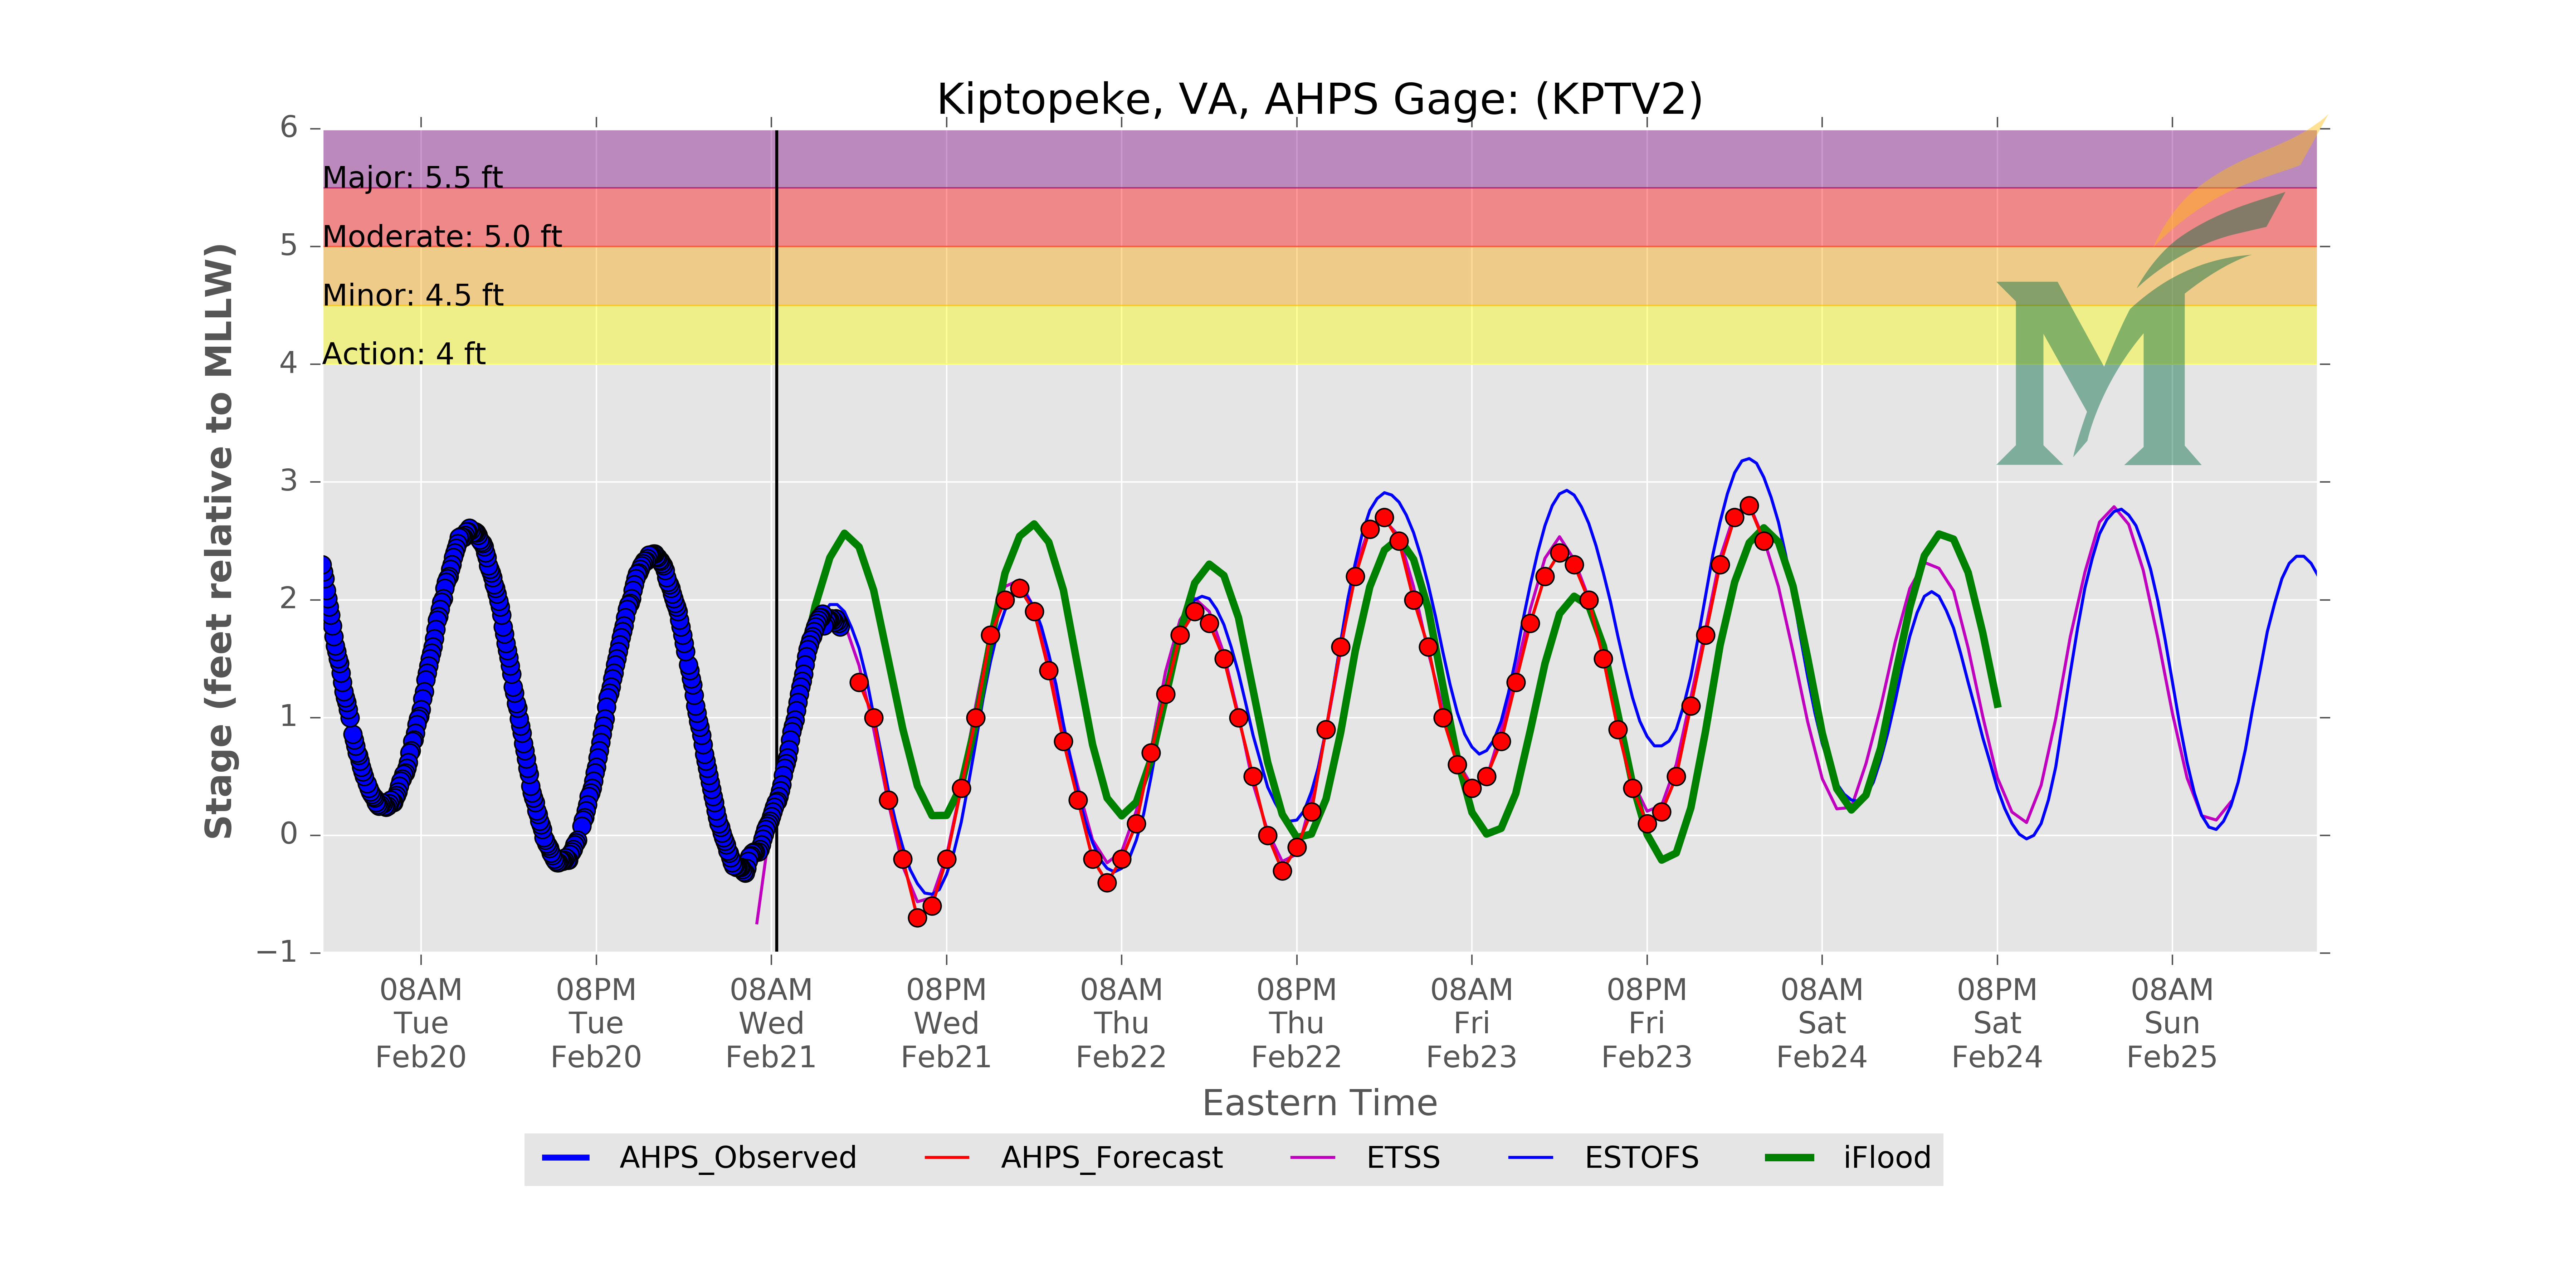 Kiptopeke, VA, AHPS Gage: (KPTV2)
6
5
4
3
2
1
0
−1
Stage (feet relative to MLLW)
Major: 5.5 ft
Moderate: 5.0 ft
Minor: 4.5 ft
Action: 4 ft
M
08AM 08PM 08AM 08PM 08AM 08PM 08AM 08PM 08AM 08PM 08AM
Tue Tue Wed Wed Thu Thu Fri Fri Sat Sat Sun
Feb20 Feb20 Feb21 Feb21 Feb22 Feb22 Feb23 Feb23 Feb24 Feb24 Feb25
Eastern Time
AHPS_Observed AHPS_Forecast ETSS ESTOFS iFlood